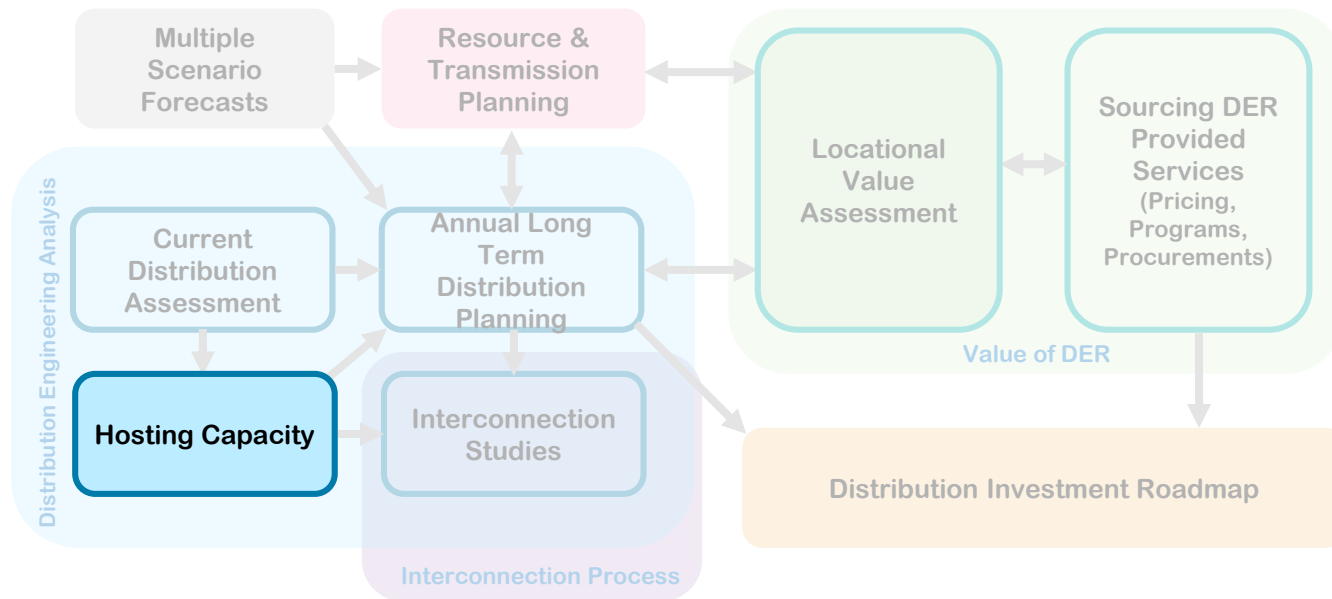 Multiple
Scenario
Forecasts
Resource &
Transmission
Planning
Locational
Value
Assessment
Sourcing DER
Provided
Services
(Pricing,
Programs,
Procurements)
Value of DER
Distribution Engineering Analysis
Current
Distribution
Assessment
Annual Long
Term
Distribution
Planning
Hosting Capacity
Interconnection
Studies
Interconnection Process
Distribution Investment Roadmap